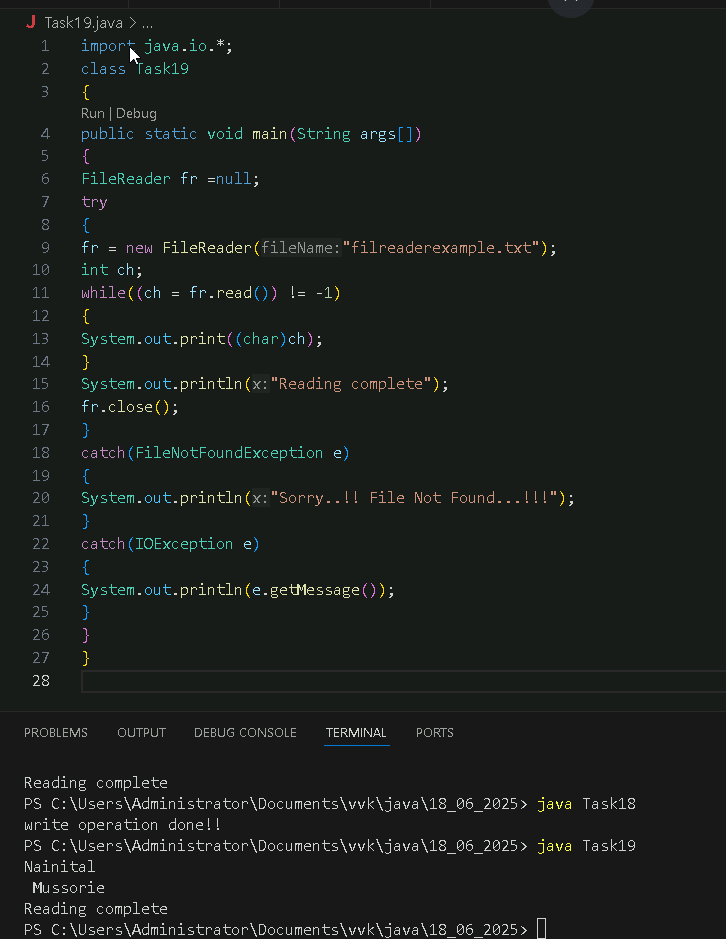 J Task19.java > ...
1 import java.io.*;
2 class Task19
3 {
Run | Debug
4 public static void main(String args[])
5 {
6 FileReader fr =null;
7 try
8 {
9 fr = new FileReader(fileName:"filreaderexample.txt");
10 int ch;
11 while((ch = fr.read()) != -1)
12 {
13 System.out.print((char)ch);
14 }
15 System.out.println(x:"Reading complete");
16 fr.close();
17 }
18 catch(FileNotFoundException e)
19 {
20 System.out.println(x:"Sorry..!! File Not Found...!!!");
21 }
22 catch(IOException e)
23 {
24 System.out.println(e.getMessage());
25 }
26 }
27 }
28
PROBLEMS OUTPUT DEBUG CONSOLE TERMINAL PORTS
Reading complete
PS C:\Users\Administrator\Documents\vvk\java\18_06_2025> java Task18
write operation done!!
PS C:\Users\Administrator\Documents\vvk\java\18_06_2025> java Task19
Nainital
 Mussorie
Reading complete
PS C:\Users\Administrator\Documents\vvk\java\18_06_2025>